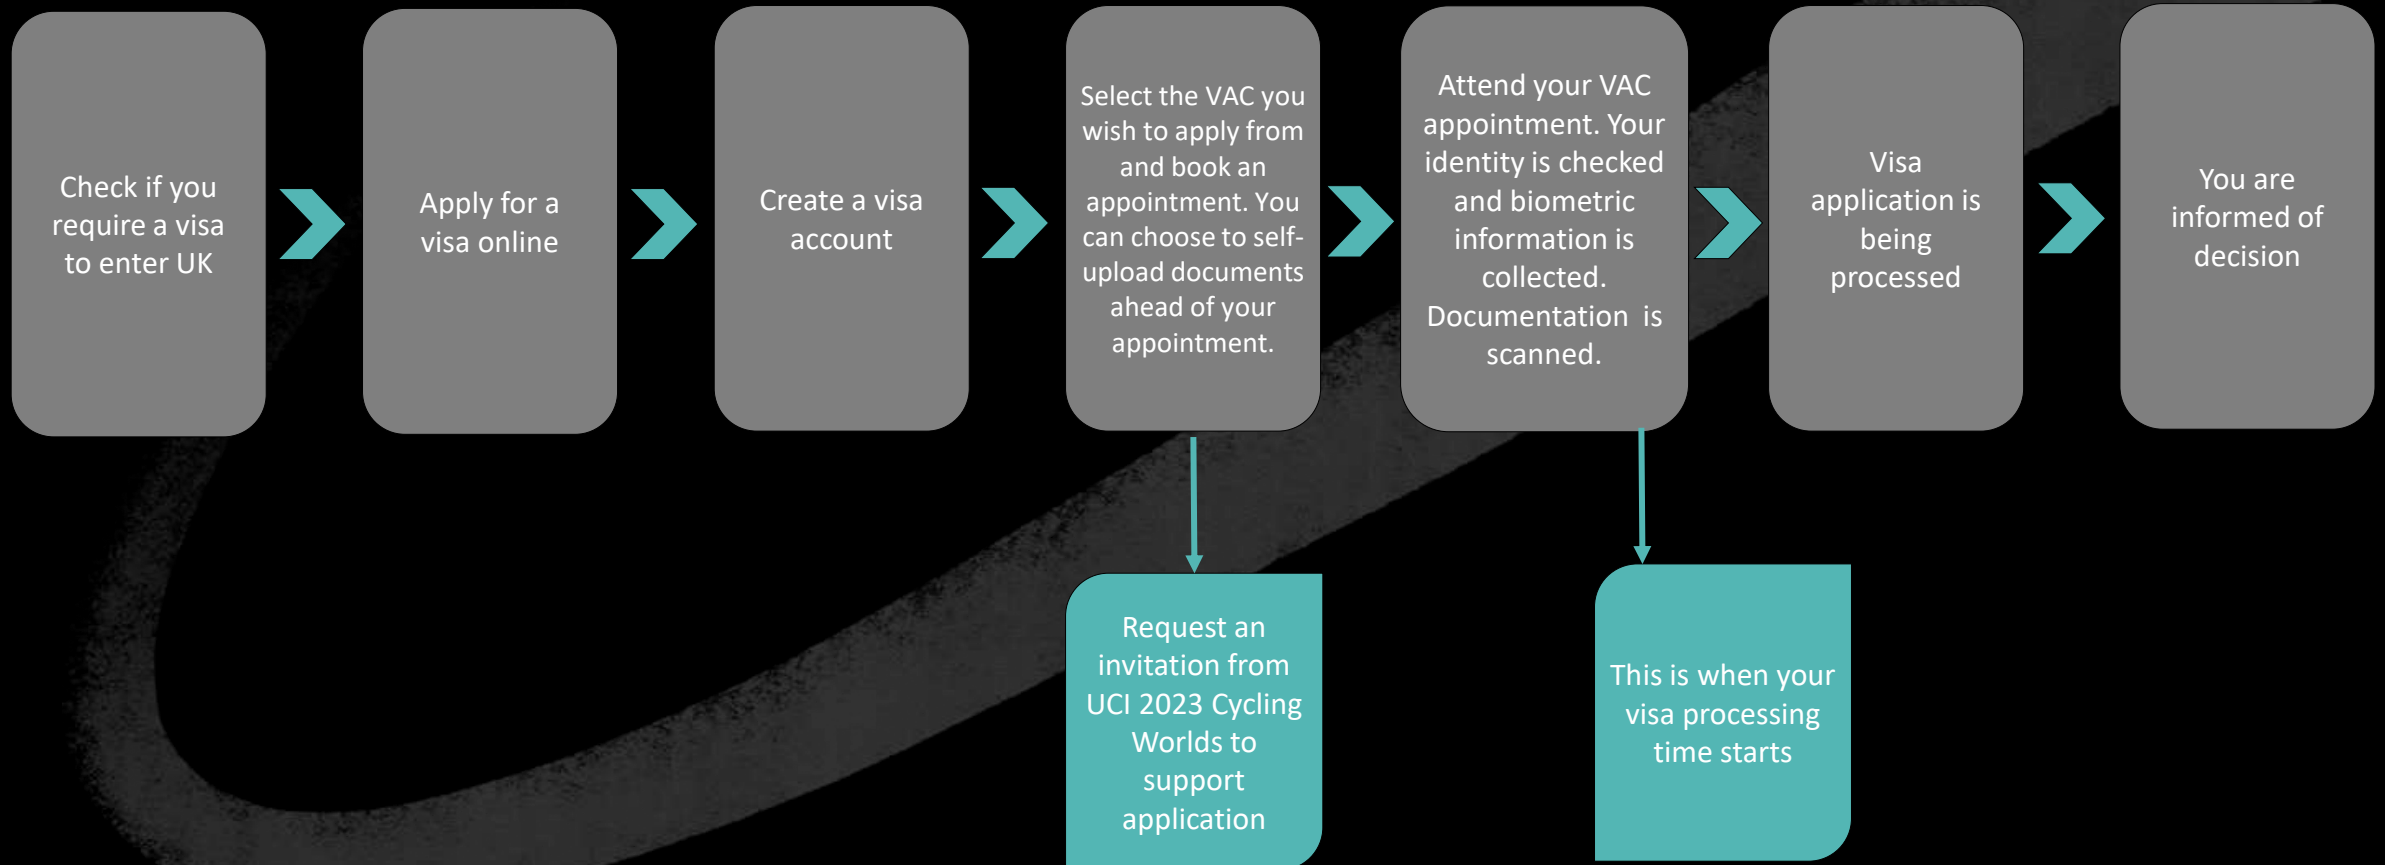 Check if you
require a visa
to enter UK
Apply for a
visa online
Create a visa
account
Select the VAC you
wish to apply from
and book an
appointment. You
can choose to self-
upload documents
ahead of your
appointment.
Attend your VAC
appointment. Your
identity is checked
and biometric
information is
collected.
Documentation  is
scanned.
Visa
application is
being
processed
You are
informed of
decision
Request an
invitation from
UCI 2023 Cycling
Worlds to
support
application
This is when your
visa processing
time starts